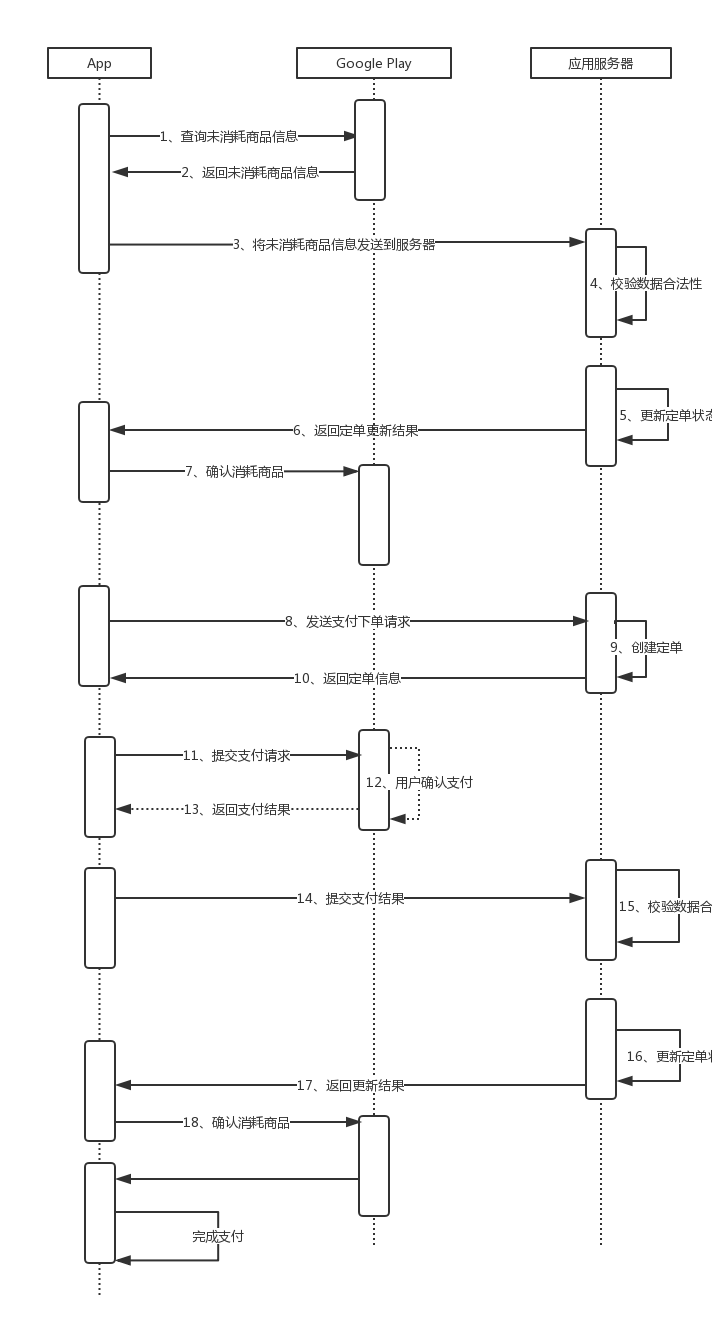 App
Google Play
应用服务器
1、查询未消耗商品信息
2、返回未消耗商品信息
3、将未消耗商品信息发送到服务器
4、校验数据合法性
5、更新定单状态
6、返回定单更新结果
7、确认消耗商品
8、发送支付下单请求
9、创建定单
10、返回定单信息
11、提交支付请求
12、用户确认支付
13、返回支付结果
14、提交支付结果
15、校验数据合
16、更新定单状
17、返回更新结果
18、确认消耗商品
完成支付